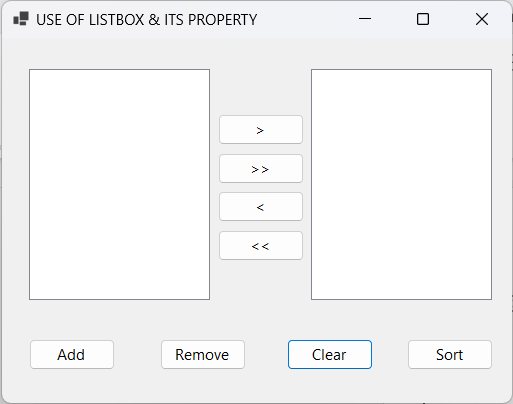 USE OF LISTBOX & ITS PROPERTY
>
>>
<
<<
Add Remove Clear Sort